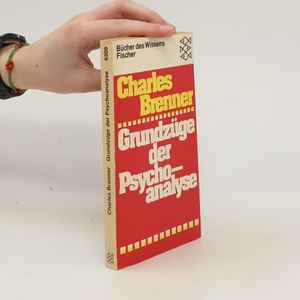 Bücher des Wissens
Fischer
Charles
Brenner
Grundzüge
der
Psycho—
analyse
Charles Brenner Grundzüge der Psychoanalyse 6309